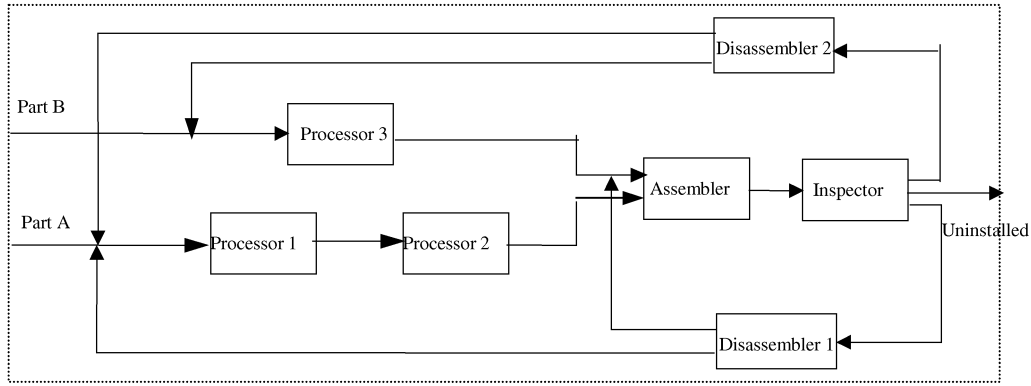 Disassembler 2
Part B
Processor 3
Assembler
Inspector
Part A
Uninstalled
Processor 1
Processor 2
Disassembler 1